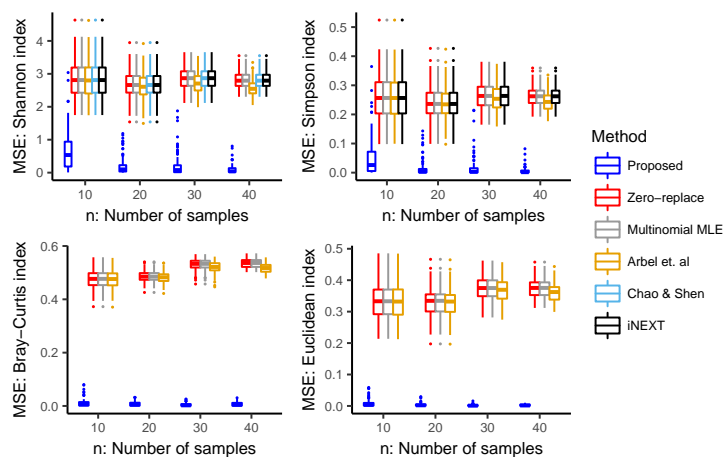 MSE: Shannon index
4
3
2
1
0
10 20 30 40
n: Number of samples
MSE: Simpson index
0.5
0.4
0.3
0.2
0.1
0.0
10 20 30 40
n: Number of samples
MSE: Bray−Curtis index
0.6
0.4
0.2
0.0
10 20 30 40
n: Number of samples
MSE: Euclidean index
0.5
0.4
0.3
0.2
0.1
0.0
10 20 30 40
n: Number of samples
Method
Proposed
Zero−replace
Multinomial MLE
Arbel et. al
Chao & Shen
iNEXT